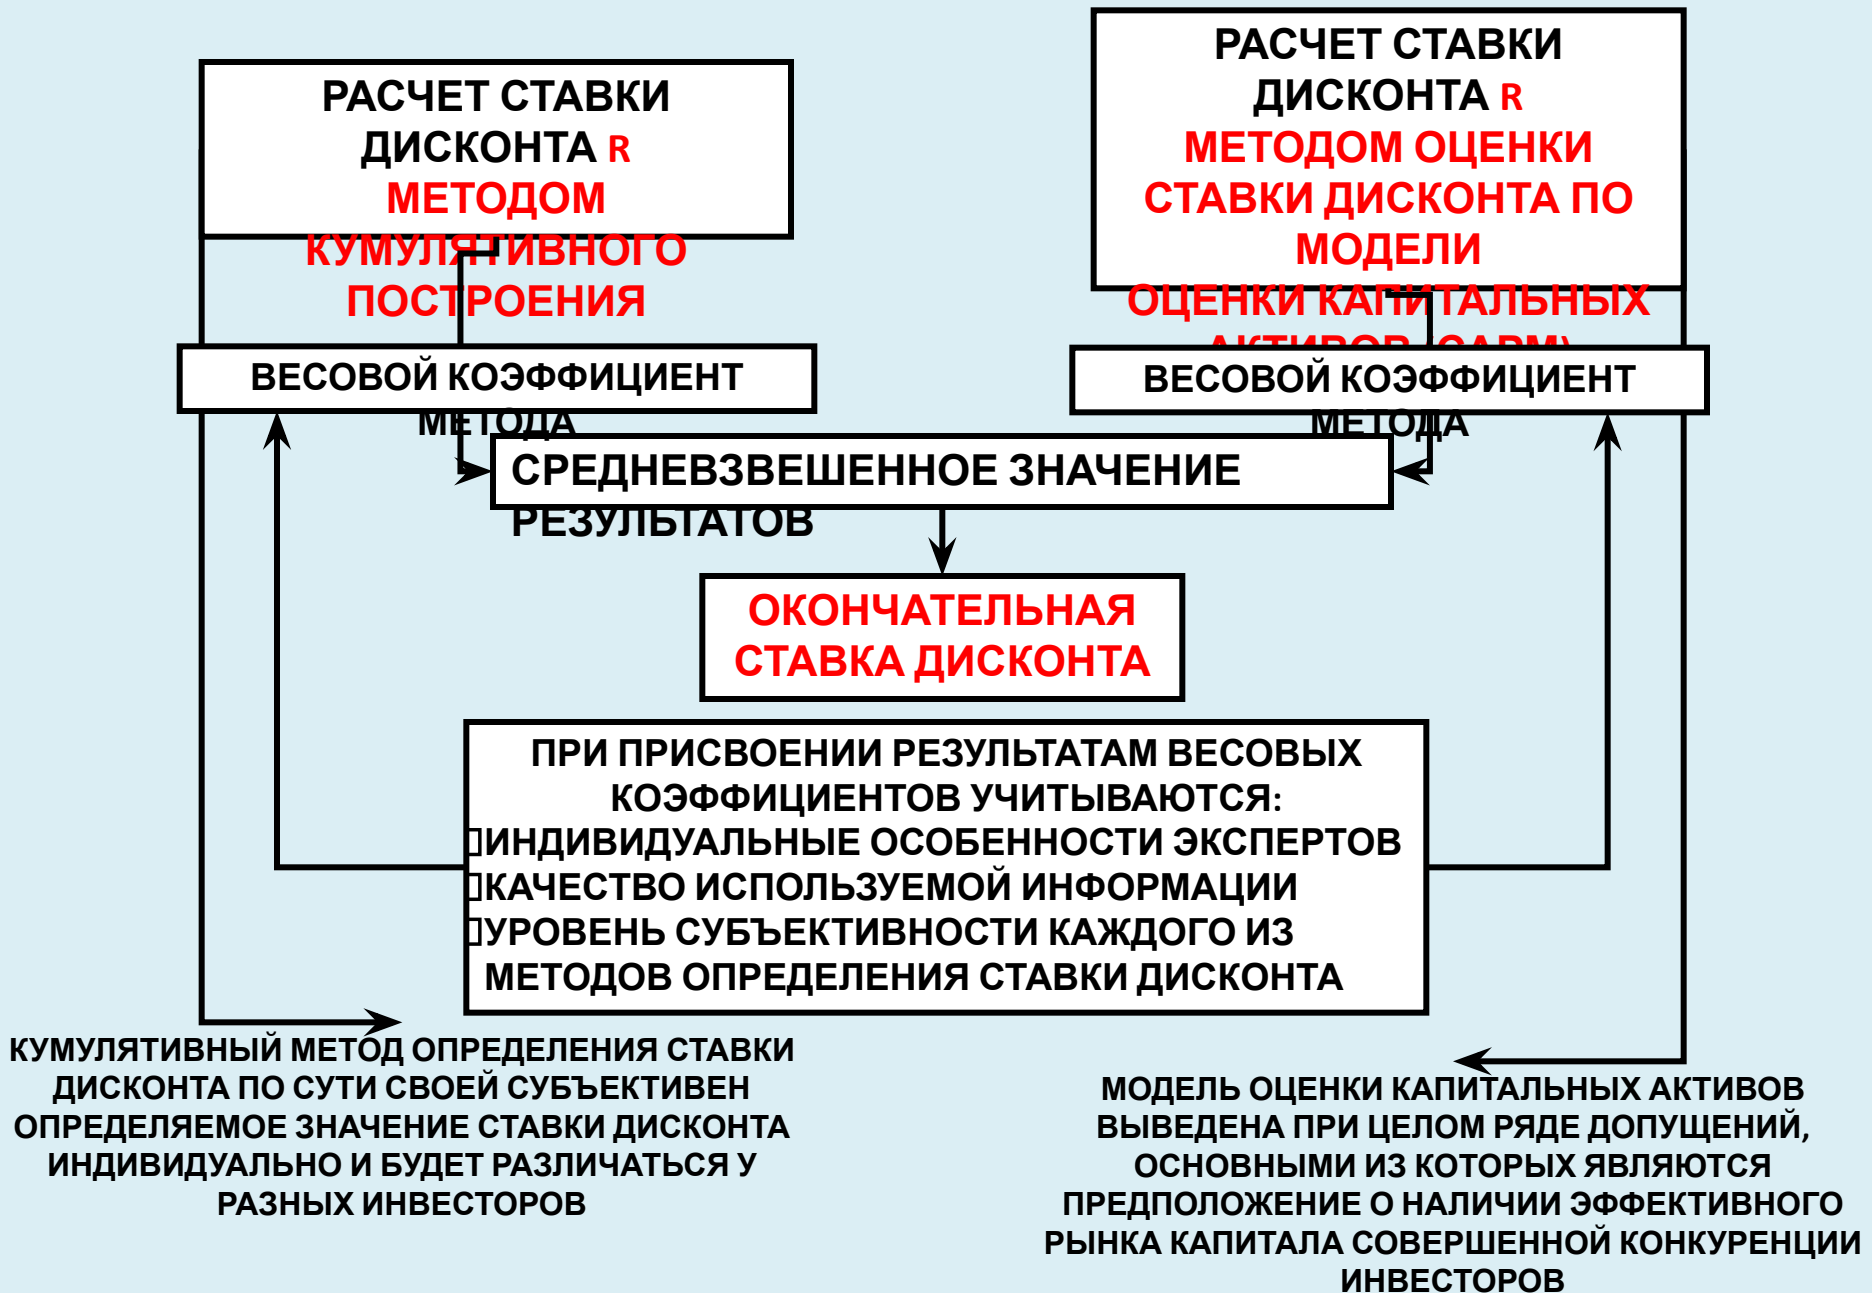 РАСЧЕТ СТАВКИ
ДИСКОНТА R
МЕТОДОМ
КУМУЛЯТИВНОГО
ПОСТРОЕНИЯ
РАСЧЕТ СТАВКИ
ДИСКОНТА R
МЕТОДОМ ОЦЕНКИ
СТАВКИ ДИСКОНТА ПО
МОДЕЛИ
ОЦЕНКИ КАПИТАЛЬНЫХ
АКТИВОВ (САРМ)
ВЕСОВОЙ КОЭФФИЦИЕНТ
МЕТОДА
ВЕСОВОЙ КОЭФФИЦИЕНТ
МЕТОДА
СРЕДНЕВЗВЕШЕННОЕ ЗНАЧЕНИЕ
РЕЗУЛЬТАТОВ
ОКОНЧАТЕЛЬНАЯ
СТАВКА ДИСКОНТА
ПРИ ПРИСВОЕНИИ РЕЗУЛЬТАТАМ ВЕСОВЫХ
КОЭФФИЦИЕНТОВ УЧИТЫВАЮТСЯ:
ИНДИВИДУАЛЬНЫЕ ОСОБЕННОСТИ ЭКСПЕРТОВ
КАЧЕСТВО ИСПОЛЬЗУЕМОЙ ИНФОРМАЦИИ
УРОВЕНЬ СУБЪЕКТИВНОСТИ КАЖДОГО ИЗ
МЕТОДОВ ОПРЕДЕЛЕНИЯ СТАВКИ ДИСКОНТА
КУМУЛЯТИВНЫЙ МЕТОД ОПРЕДЕЛЕНИЯ СТАВКИ
ДИСКОНТА ПО СУТИ СВОЕЙ СУБЪЕКТИВЕН
ОПРЕДЕЛЯЕМОЕ ЗНАЧЕНИЕ СТАВКИ ДИСКОНТА
ИНДИВИДУАЛЬНО И БУДЕТ РАЗЛИЧАТЬСЯ У
РАЗНЫХ ИНВЕСТОРОВ
МОДЕЛЬ ОЦЕНКИ КАПИТАЛЬНЫХ АКТИВОВ
ВЫВЕДЕНА ПРИ ЦЕЛОМ РЯДЕ ДОПУЩЕНИЙ,
ОСНОВНЫМИ ИЗ КОТОРЫХ ЯВЛЯЮТСЯ
ПРЕДПОЛОЖЕНИЕ О НАЛИЧИИ ЭФФЕКТИВНОГО
РЫНКА КАПИТАЛА СОВЕРШЕННОЙ КОНКУРЕНЦИИ
ИНВЕСТОРОВ